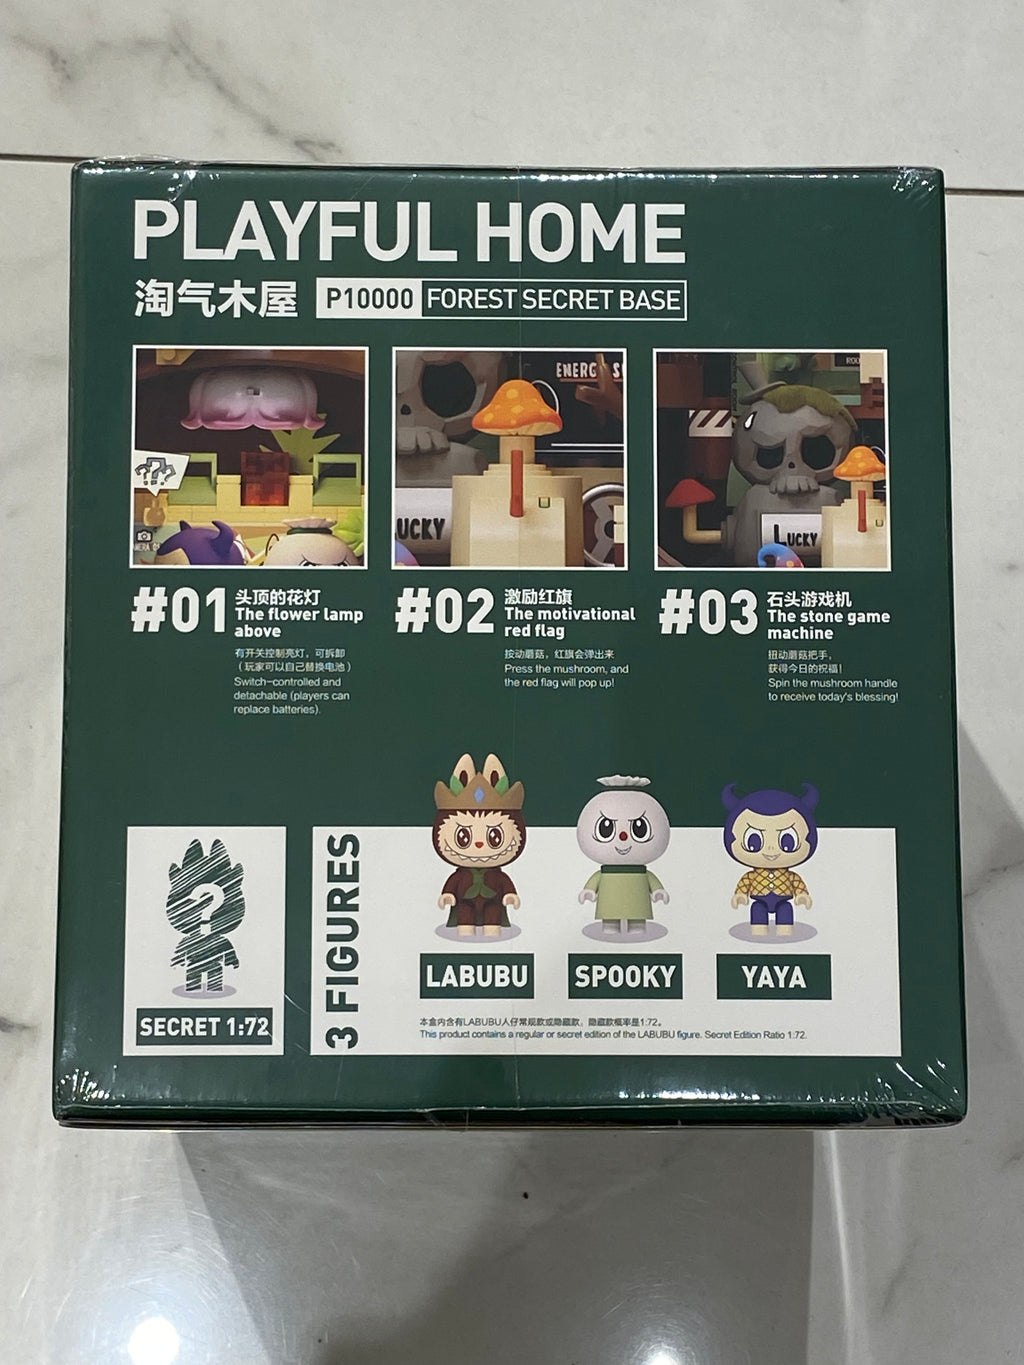 PLAYFUL HOME
淘气木屋 P10000 FOREST SECRET BASE
???
LUCKY
ENERGY S
UCKY
#01
头顶的花灯
The flower lamp
above
有开关控制亮灯，可拆卸
（玩家可以自己替换电池）
Switch-controlled and
detachable (players can
replace batteries).
#02
激励红旗
The motivational
red flag
按动蘑菇，红旗会弹出来
Press the mushroom, and
the red flag will pop up!
#03
石头游戏机
The stone game
machine
扭动蘑菇把手，
获得今日的祝福！
Spin the mushroom handle
to receive today's blessing!
?
SECRET 1:72
3 FIGURES
LABUBU
SPOOKY
YAYA
本盒内含有LABUBU人仔常规款或隐藏款，隐藏款概率是1:72。
This product contains a regular or secret edition of the LABUBU figure. Secret Edition Ratio 1:72.